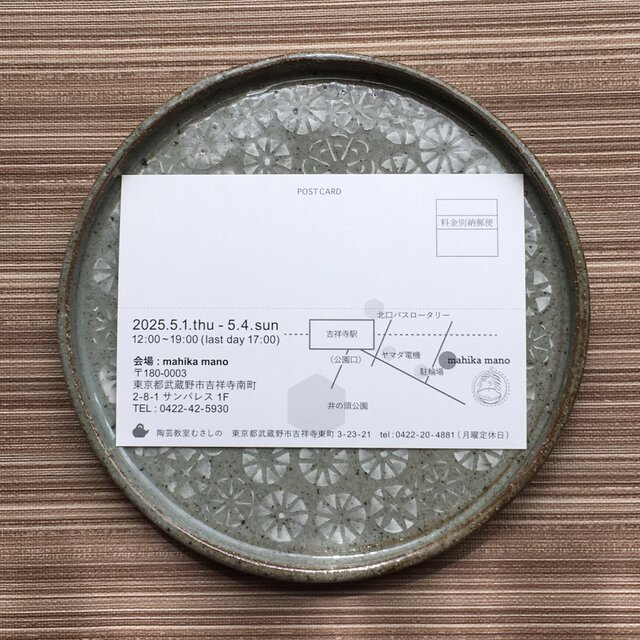 POST CARD
料金別納郵便
2025.5.1.thu - 5.4.sun
12:00~19:00 (last day 17:00)
会場 : mahika mano
〒180-0003
東京都武蔵野市吉祥寺南町
2-8-1 サンパレス 1F
TEL : 0422-42-5930
北口バスロータリー
吉祥寺駅
(公園口)
ヤマダ電機
mahika mano
駐輪場
井の頭公園
陶芸教室むさしの 東京都武蔵野市吉祥寺東町 3-23-21 tel : 0422-20-4881 (月曜定休日)